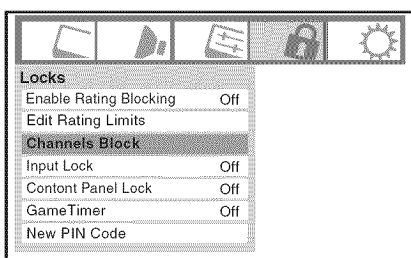 Locks
Enable Rating Blocking Off
Edit Rating Limits
Channels Block
Input Lock Off
Contont Panel Lock Off
GameTimer Off
New PIN Code